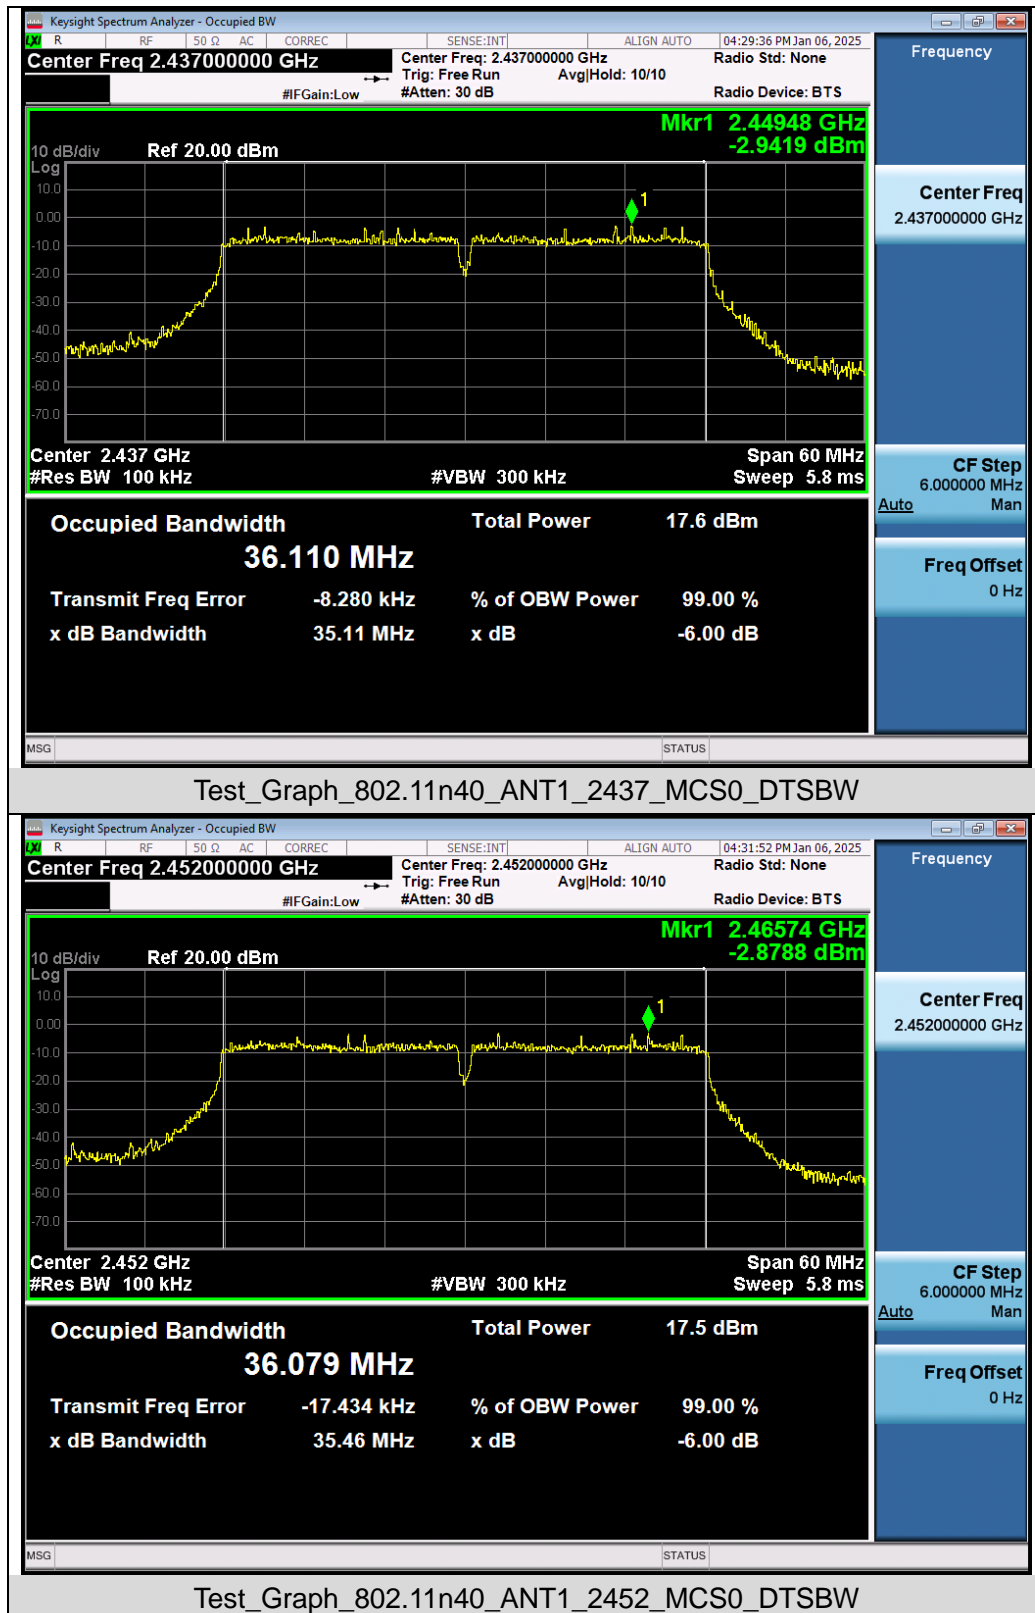 Keysight Spectrum Analyzer - Occupied BW
LXI R RF 50 Ω AC CORREC SENSE:INT ALIGN AUTO 04:29:36 PM Jan 06, 2025
Center Freq 2.437000000 GHz
Center Freq: 2.437000000 GHz Radio Std: None
Trig: Free Run Avg|Hold: 10/10
#IFGain:Low #Atten: 30 dB Radio Device: BTS
Frequency
Mkr1 2.44948 GHz
-2.9419 dBm
10 dB/div Ref 20.00 dBm
Log
10.0
0.00
-10.0
-20.0
-30.0
-40.0
-50.0
-60.0
-70.0
1
Center 2.437 GHz Span 60 MHz
#Res BW 100 kHz #VBW 300 kHz Sweep 5.8 ms
Center Freq
2.437000000 GHz
CF Step
6.000000 MHz
Auto Man
Freq Offset
0 Hz
Occupied Bandwidth Total Power 17.6 dBm
36.110 MHz
Transmit Freq Error -8.280 kHz % of OBW Power 99.00 %
x dB Bandwidth 35.11 MHz x dB -6.00 dB
MSG STATUS
Test_Graph_802.11n40_ANT1_2437_MCS0_DTSBW
Keysight Spectrum Analyzer - Occupied BW
LXI R RF 50 Ω AC CORREC SENSE:INT ALIGN AUTO 04:31:52 PM Jan 06, 2025
Center Freq 2.452000000 GHz
Center Freq: 2.452000000 GHz Radio Std: None
Trig: Free Run Avg|Hold: 10/10
#IFGain:Low #Atten: 30 dB Radio Device: BTS
Frequency
Mkr1 2.46574 GHz
-2.8788 dBm
10 dB/div Ref 20.00 dBm
Log
10.0
0.00
-10.0
-20.0
-30.0
-40.0
-50.0
-60.0
-70.0
1
Center 2.452 GHz Span 60 MHz
#Res BW 100 kHz #VBW 300 kHz Sweep 5.8 ms
Center Freq
2.452000000 GHz
CF Step
6.000000 MHz
Auto Man
Freq Offset
0 Hz
Occupied Bandwidth Total Power 17.5 dBm
36.079 MHz
Transmit Freq Error -17.434 kHz % of OBW Power 99.00 %
x dB Bandwidth 35.46 MHz x dB -6.00 dB
MSG STATUS
Test_Graph_802.11n40_ANT1_2452_MCS0_DTSBW